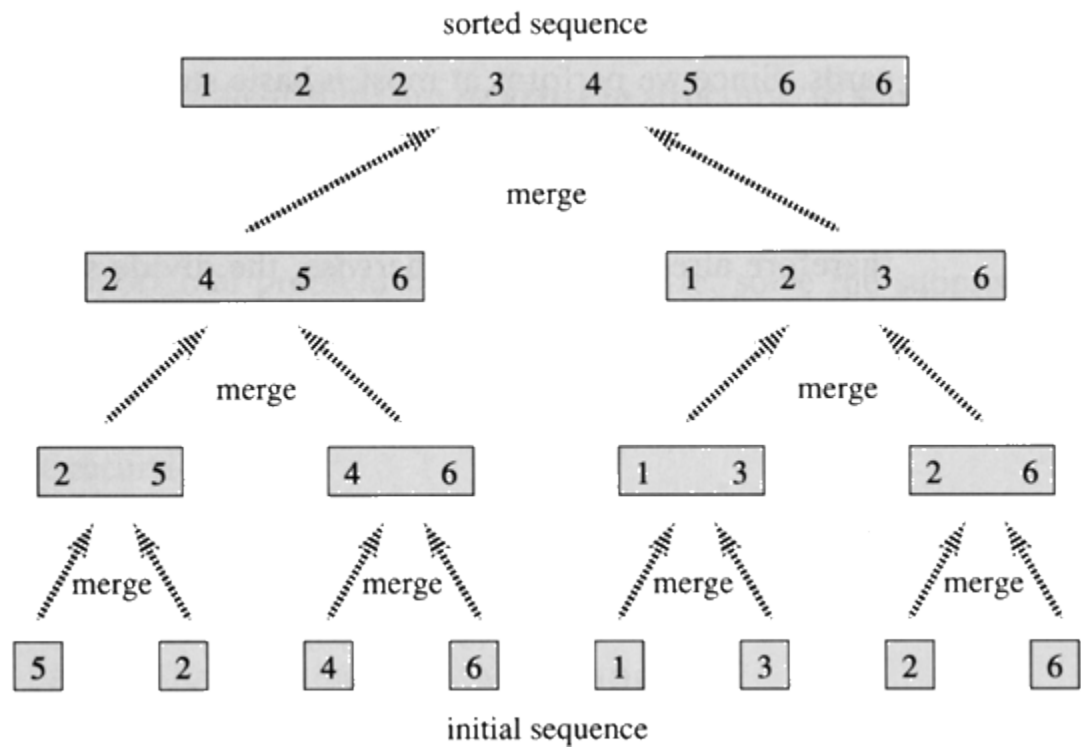 sorted sequence
1 2 2 3 4 5 6 6
merge
2 4 5 6
1 2 3 6
merge
merge
2 5
4 6
1 3
2 6
merge
merge
merge
merge
5
2
4
6
1
3
2
6
initial sequence